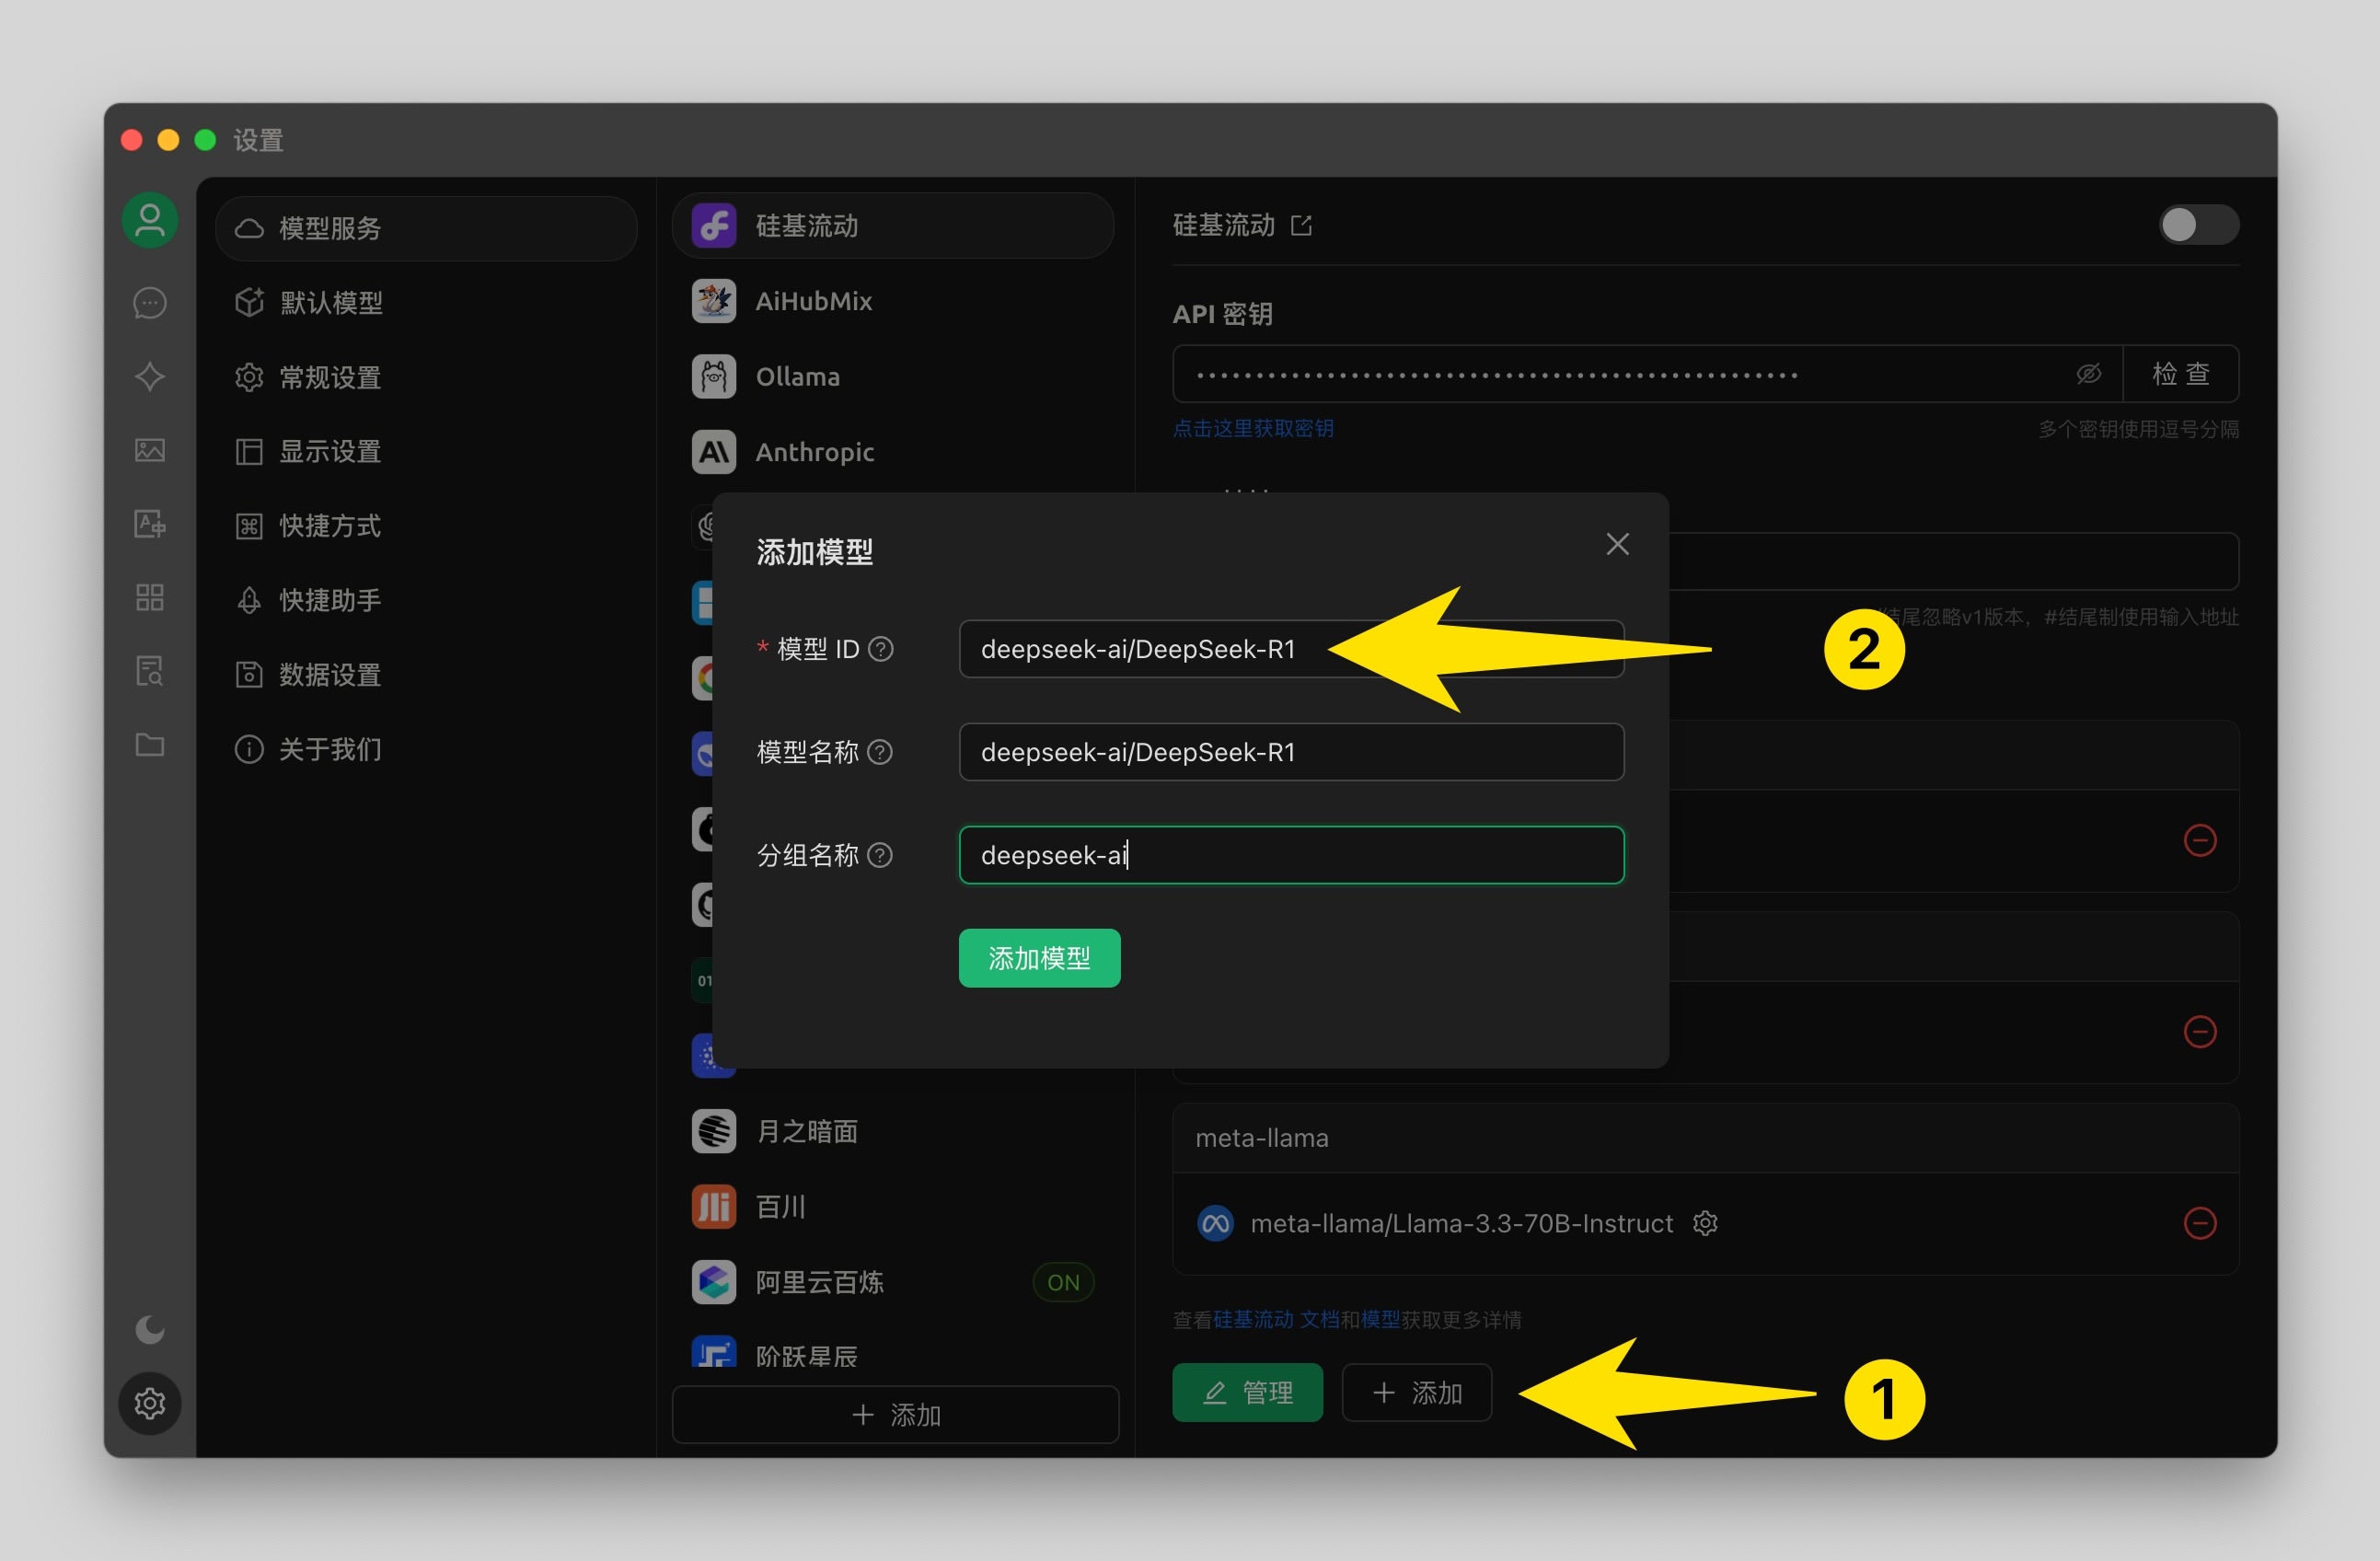 设置
模型服务
默认模型
常规设置
显示设置
快捷方式
快捷助手
数据设置
关于我们
硅基流动
AiHubMix
Ollama
Anthropic
月之暗面
百川
阿里云百炼 ON
阶跃星辰
添加
硅基流动
API 密钥
检查
点击这里获取密钥
多个密钥使用逗号分隔
结尾忽略v1版本，#结尾制使用输入地址
添加模型
* 模型 ID deepseek-ai/DeepSeek-R1
2
模型名称 deepseek-ai/DeepSeek-R1
分组名称 deepseek-ai
添加模型
meta-llama
meta-llama/Llama-3.3-70B-Instruct
查看硅基流动 文档和模型获取更多详情
管理 添加
1